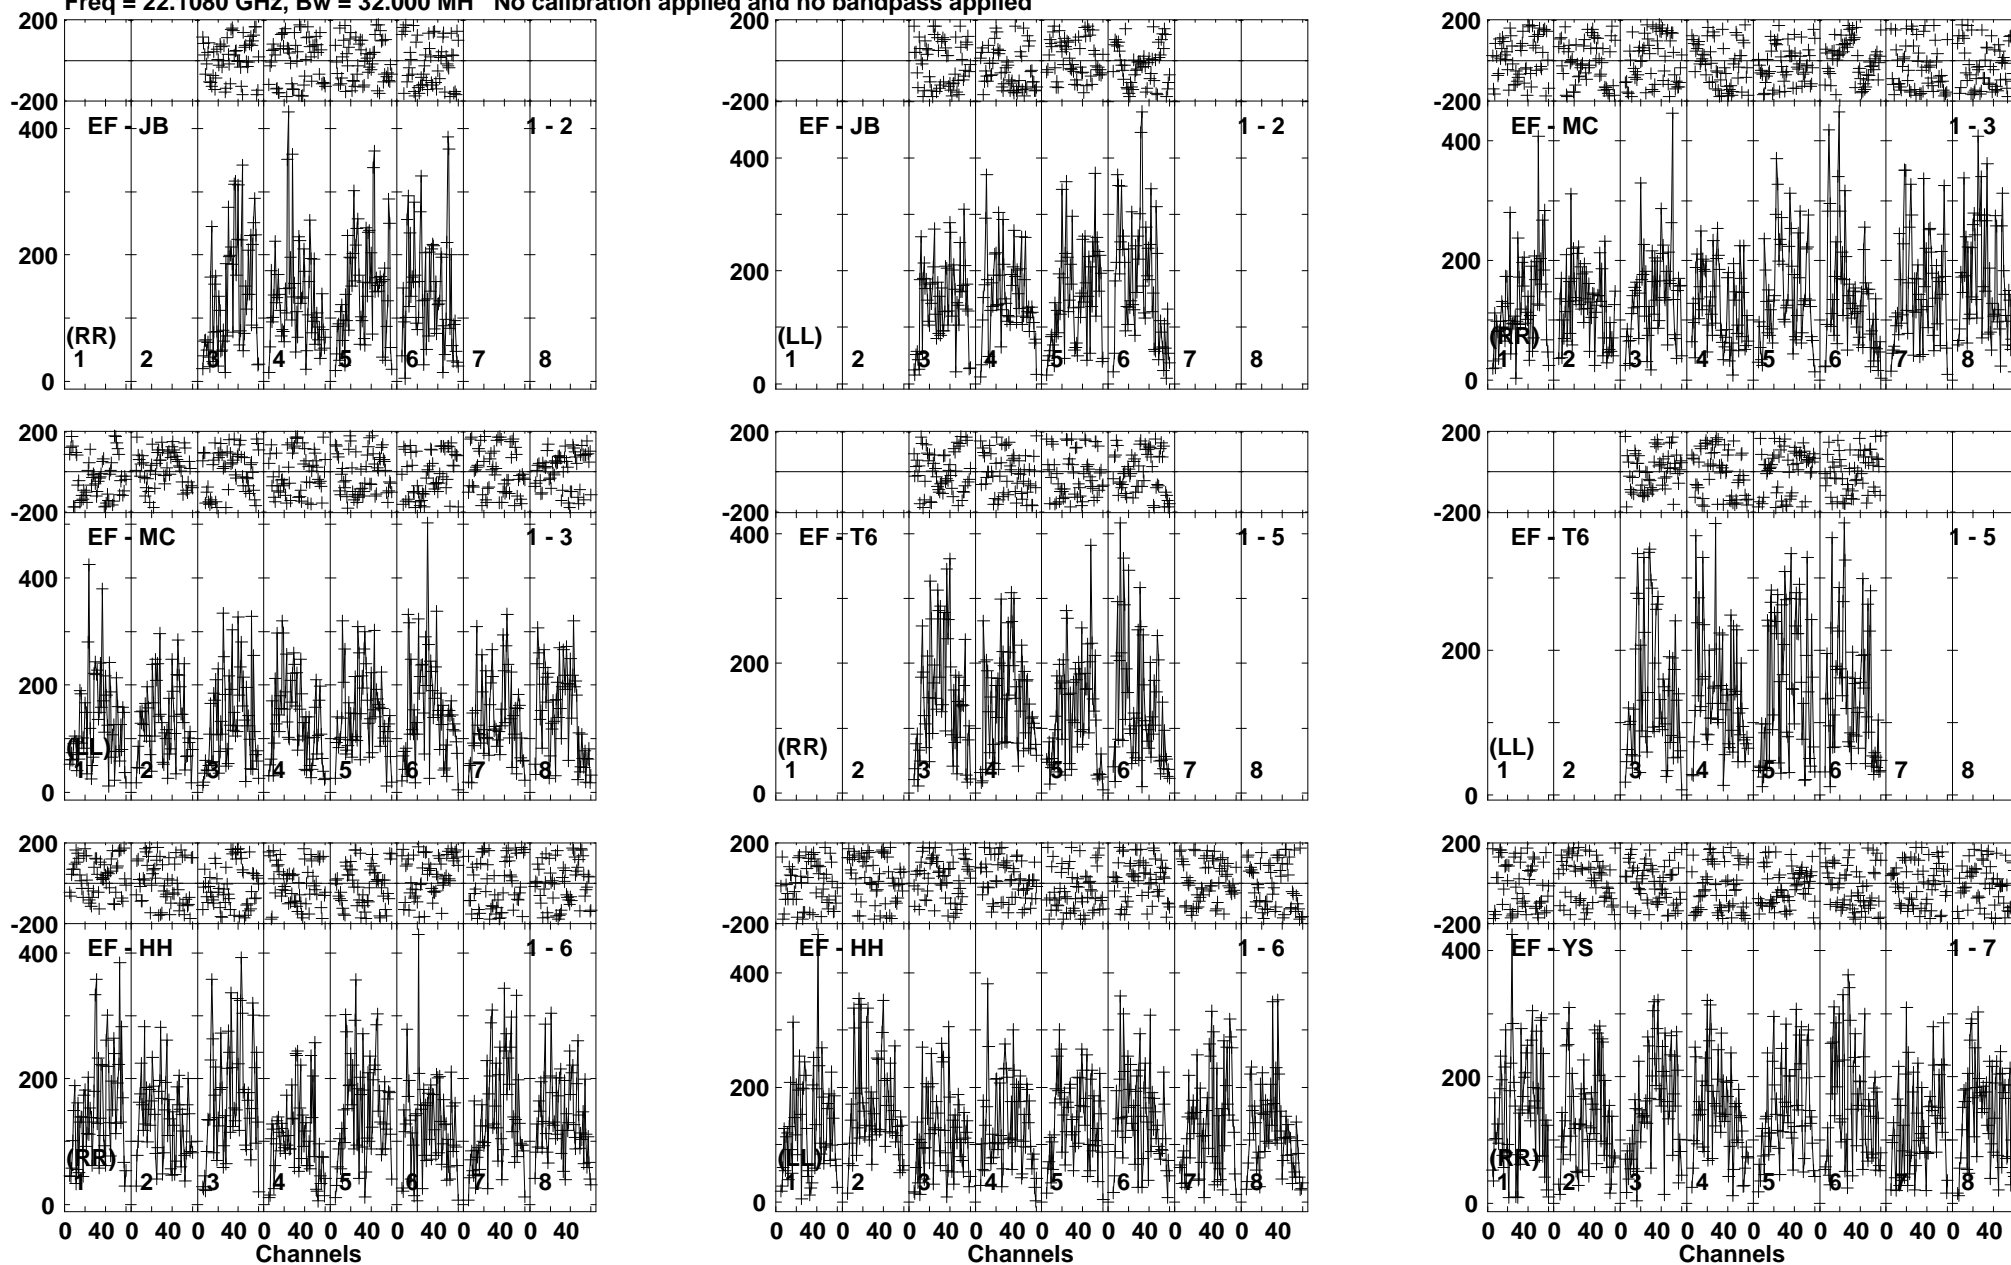 Freq = 22.1080 GHz, Bw = 32.000 MH No calibration applied and no bandpass applied
200 200 200
-200 -200 -200
400 EF - JB 1 - 2 EF - JB 1 - 2 EF - MC 1 - 3
400 400
200 200 200
(RR) (LL) (RR)
1 2 3 4 5 6 7 8 1 2 3 4 5 6 7 8 1 2 3 4 5 6 7 8
0 0 0
200 200 200
-200 -200 -200
EF - MC 1 - 3 400 EF - T6 1 - 5 EF - T6 1 - 5
400
200 200 200
(LL) (RR) (LL)
1 2 3 4 5 6 7 8 1 2 3 4 5 6 7 8 1 2 3 4 5 6 7 8
0 0 0
200 200 200
-200 -200 -200
400 EF - HH 1 - 6 EF - HH 1 - 6 400 EF - YS 1 - 7
400
200 200 200
(RR) (LL) (RR)
1 2 3 4 5 6 7 8 1 2 3 4 5 6 7 8 1 2 3 4 5 6 7 8
0 0 0
0 40 0 40 0 40 0 40 0 40 0 40 0 40 0 40 0 40 0 40 0 40 0 40 0 40 0 40 0 40 0 40 0 40 0 40 0 40 0 40 0 40 0 40 0 40 0 40
Channels Channels Channels